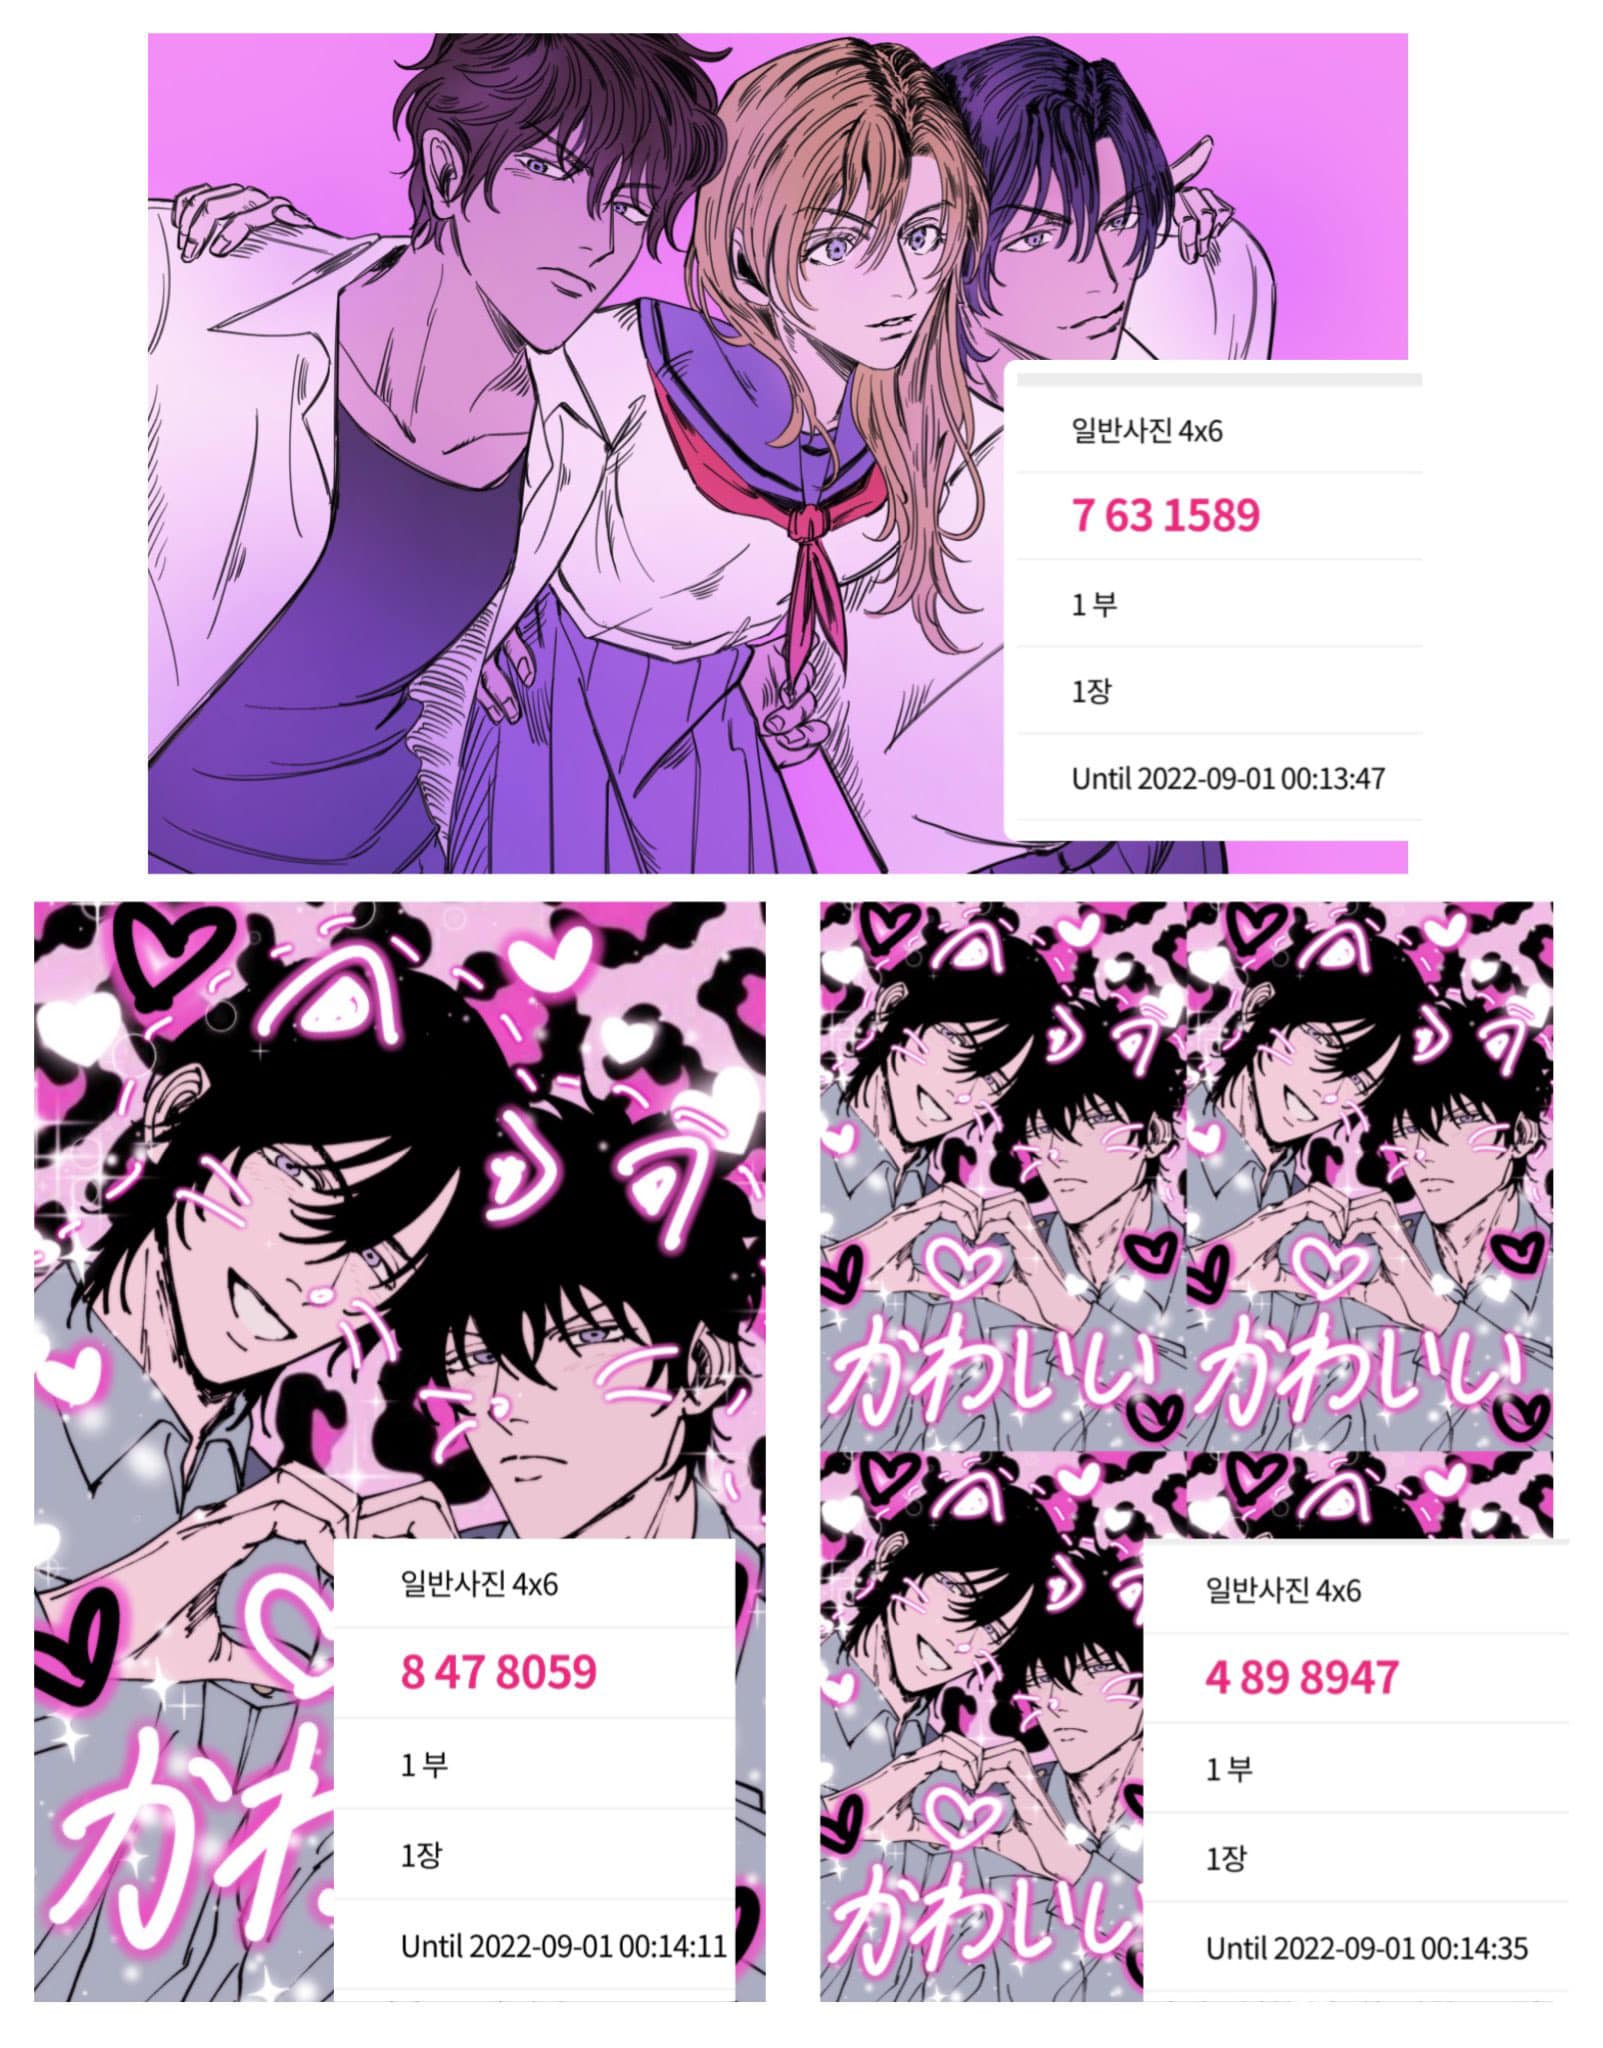 일반사진 4x6
7 63 1589
1 부
1장
Until 2022-09-01 00:13:47
かわ
일반사진 4x6
8 47 8059
1 부
1장
Until 2022-09-01 00:14:11
かわいい
かわいい
かわいい
일반사진 4x6
4 89 8947
1 부
1장
Until 2022-09-01 00:14:35